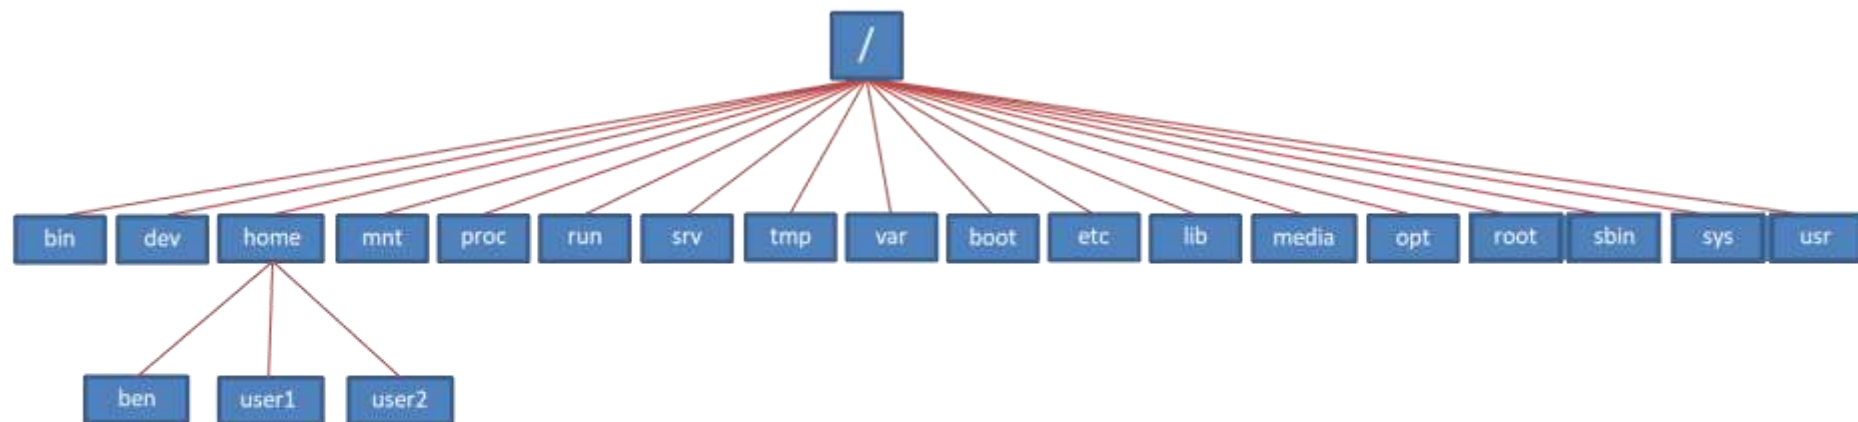 /
bin dev home mnt proc run srv tmp var boot etc lib media opt root sbin sys usr
ben user1 user2